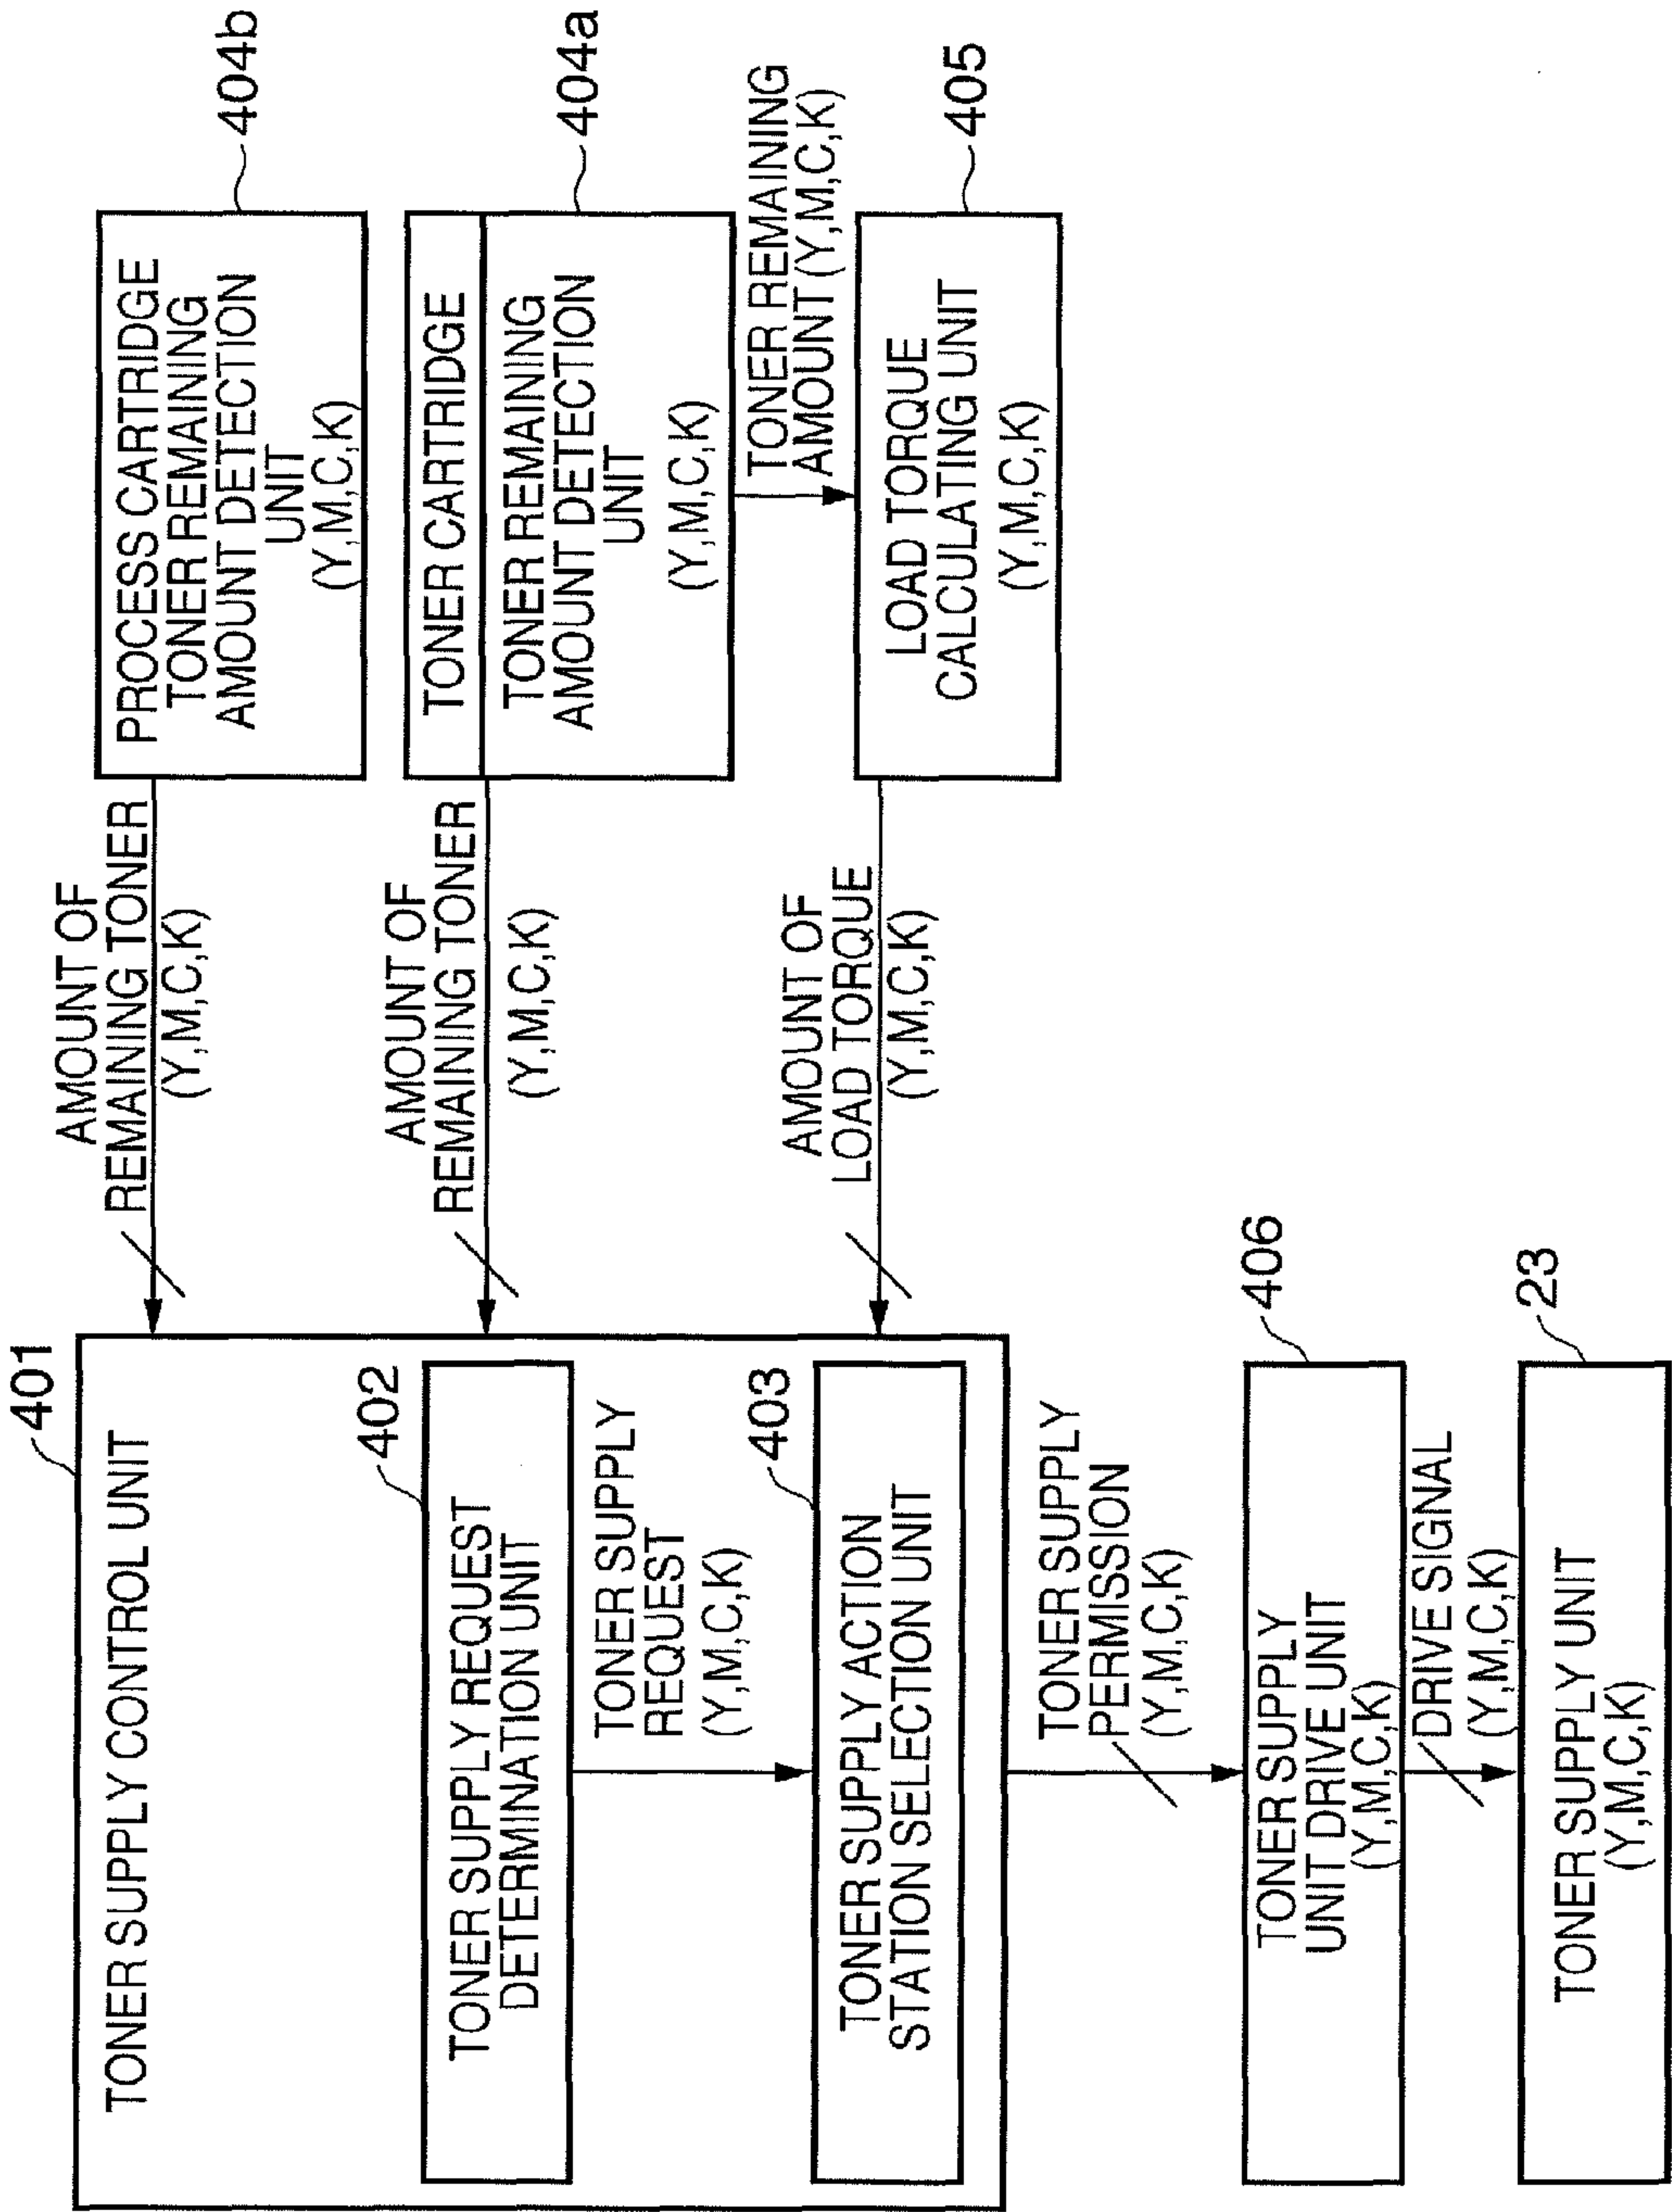 401
TONER SUPPLY CONTROL UNIT
402
TONER SUPPLY REQUEST
DETERMINATION UNIT
TONER SUPPLY
REQUEST
(Y,M,C,K)
403
TONER SUPPLY ACTION
STATION SELECTION UNIT
TONER SUPPLY
PERMISSION
(Y,M,C,K)
406
TONER SUPPLY
UNIT DRIVE UNIT
(Y,M,C,K)
DRIVE SIGNAL
(Y,M,C,K)
23
TONER SUPPLY UNIT
(Y,M,C,K)
AMOUNT OF
REMAINING TONER
(Y,M,C,K)
AMOUNT OF
REMAINING TONER
(Y,M,C,K)
AMOUNT OF
LOAD TORQUE
(Y,M,C,K)
PROCESS CARTRIDGE
TONER REMAINING
AMOUNT DETECTION
UNIT
(Y,M,C,K)
404b
TONER CARTRIDGE
TONER REMAINING
AMOUNT DETECTION
UNIT
(Y,M,C,K)
404a
TONER REMAINING
AMOUNT (Y,M,C,K)
LOAD TORQUE
CALCULATING UNIT
(Y,M,C,K)
405